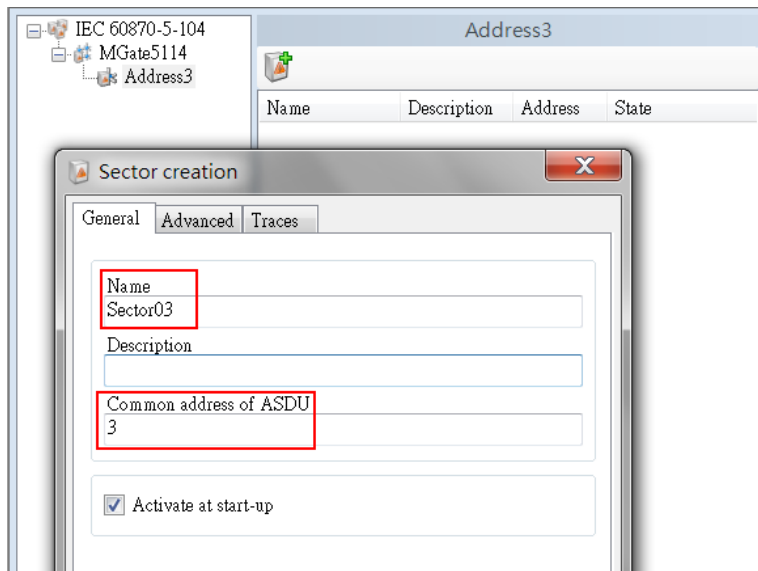 IEC 60870-5-104
MGate5114
Address3
Address3
Name Description Address State
Sector creation
General Advanced Traces
Name
Sector03
Description
Common address of ASDU
3
Activate at start-up